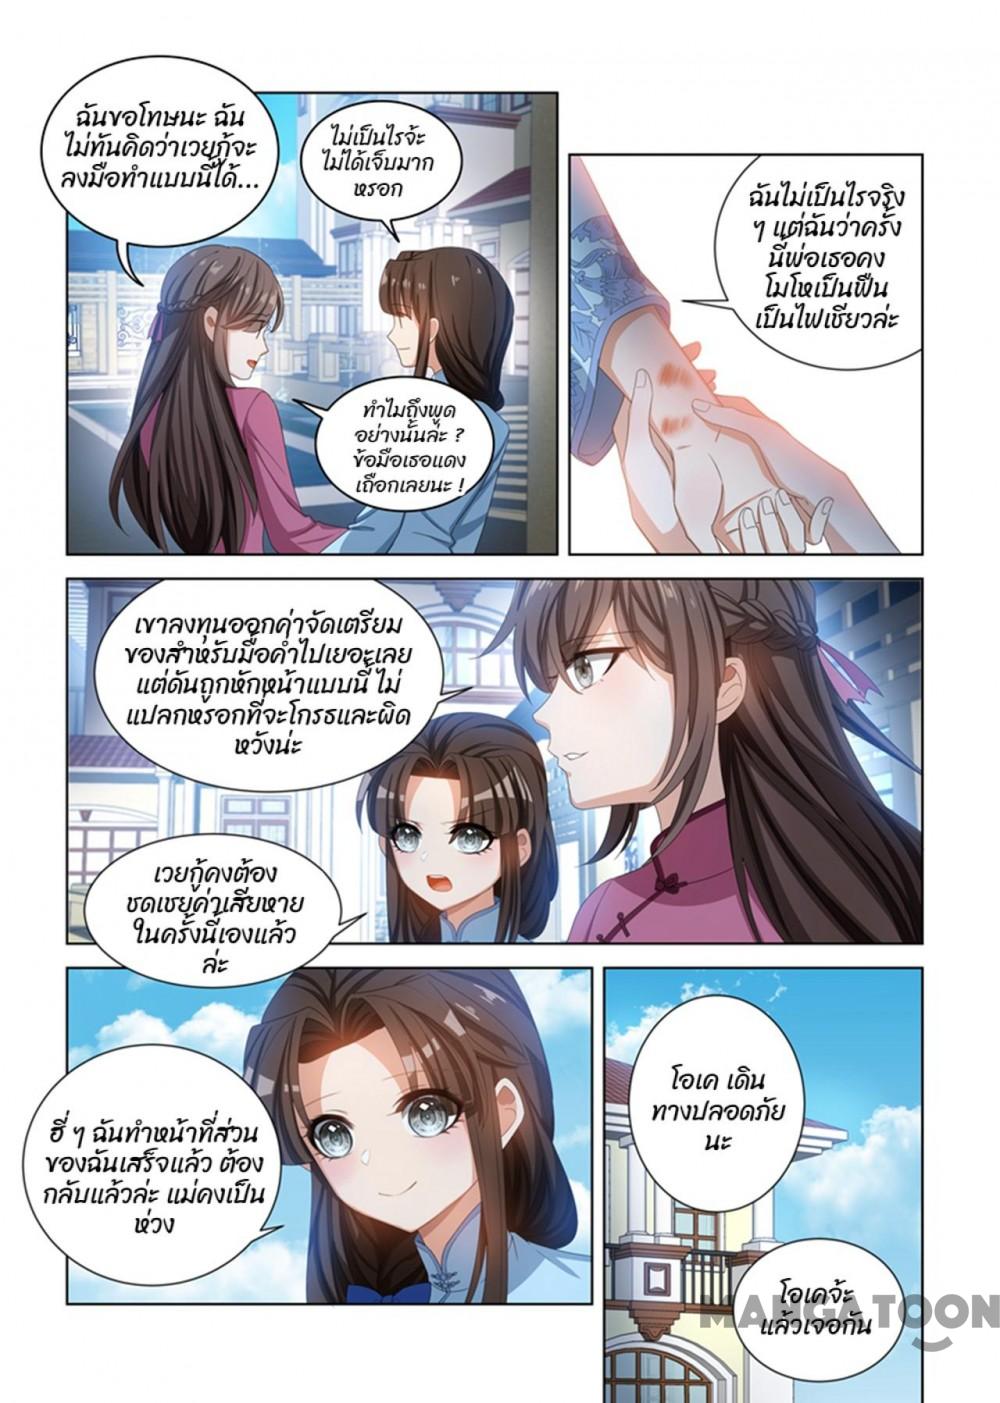 ฉันขอโทษนะ ฉัน
ไม่ทันคิดว่าเวยกู้จะ
ลงมือทำแบบนี้ได้...
ไม่เป็นไรจ้ะ
ไม่ได้เจ็บมาก
หรอก
ทำไมถึงพูด
อย่างนั้นล่ะ ?
ข้อมือเธอแดง
เถือกเลยนะ !
ฉันไม่เป็นไรจริง
ๆ แต่ฉันว่าครั้ง
นี้พ่อเธอคง
โมโหเป็นฟืน
เป็นไฟเชียวล่ะ
เขาลงทุนออกค่าจัดเตรียม
ของสำหรับมื้อค่ำไปเยอะเลย
แต่ดันถูกหักหน้าแบบนี้ ไม่
แปลกหรอกที่จะโกรธและผิด
หวังน่ะ
เวยกู้คงต้อง
ชดเชยค่าเสียหาย
ในครั้งนี้เองแล้ว
ล่ะ
ฮี่ ๆ ฉันทำหน้าที่ส่วน
ของฉันเสร็จแล้ว ต้อง
กลับแล้วล่ะ แม่คงเป็น
ห่วง
โอเค เดิน
ทางปลอดภัย
นะ
โอเคจ้ะ
แล้วเจอกัน
MANGATOON